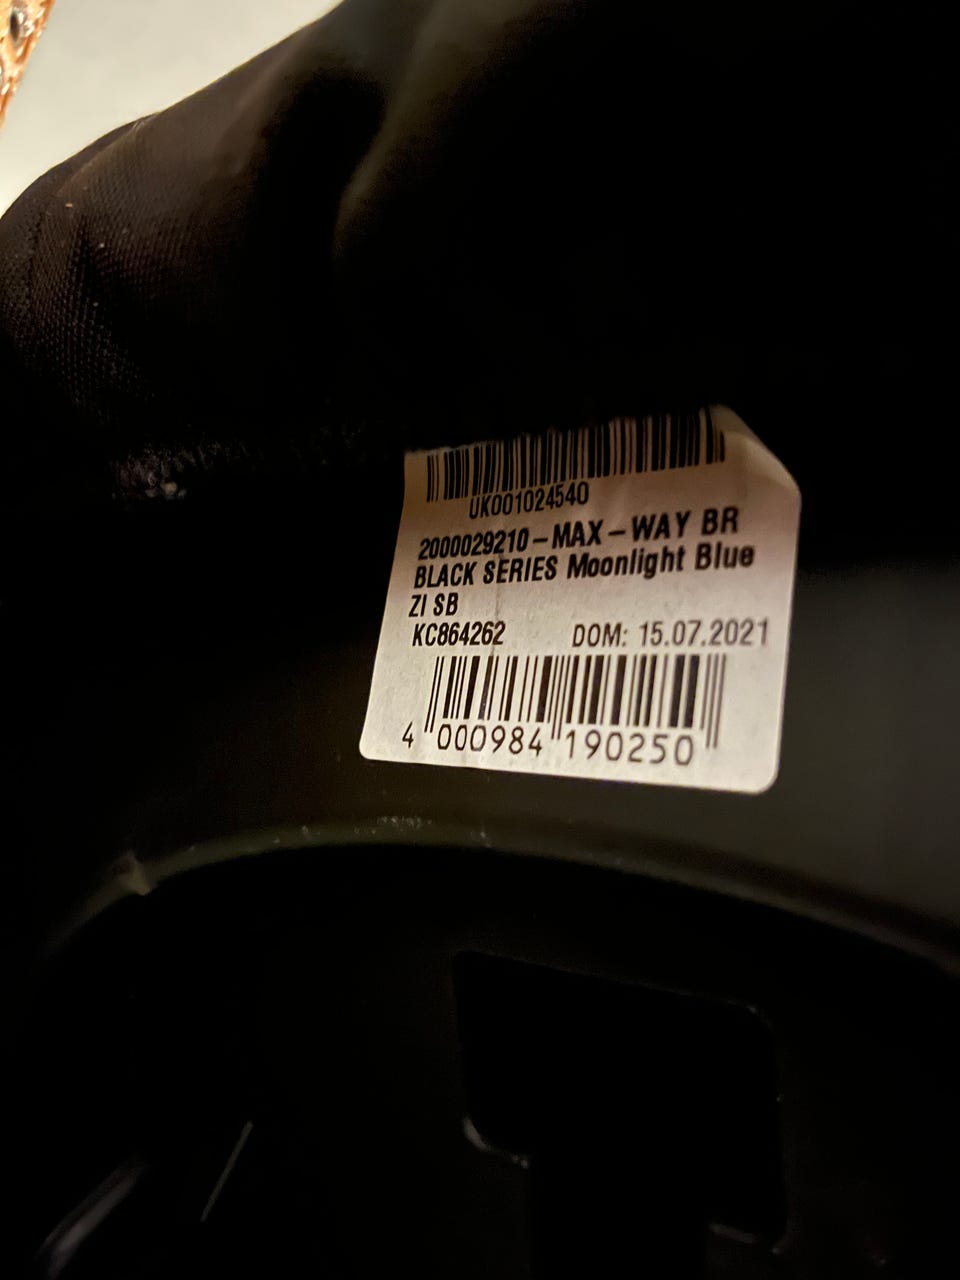 UK001024540
2000029210-MAX-WAY BR
BLACK SERIES Moonlight Blue
ZI SB
KC864262 DOM: 15.07.2021
4 000984 190250